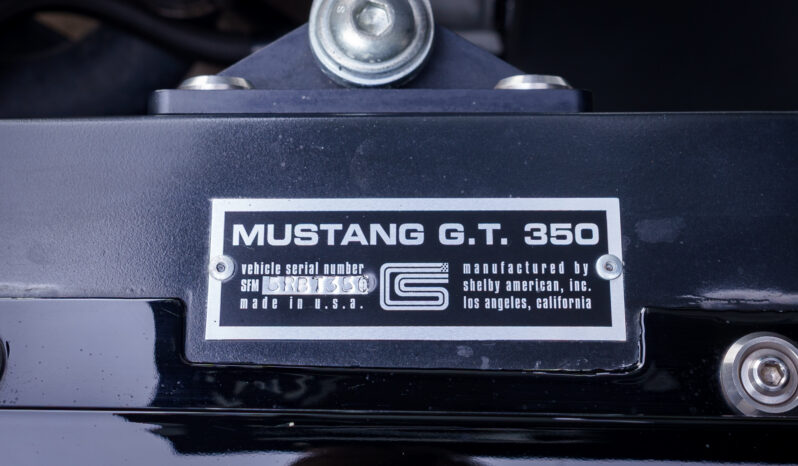 MUSTANG G.T. 350
vehicle serial number
SFM
made in u.s.a.
manufactured by
shelby american, inc.
los angeles, california